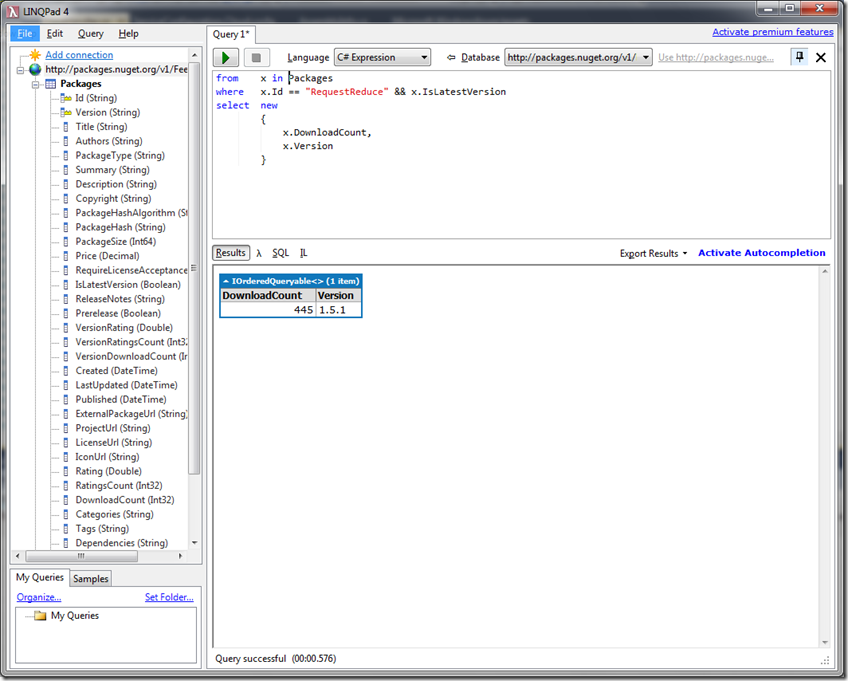 LINQPad 4
File Edit Query Help
Add connection
http://packages.nuget.org/v1/Fee
Packages
Id (String)
Version (String)
Title (String)
Authors (String)
PackageType (String)
Summary (String)
Description (String)
Copyright (String)
PackageHashAlgorithm (St
PackageHash (String)
PackageSize (Int64)
Price (Decimal)
RequireLicenseAcceptance
IsLatestVersion (Boolean)
ReleaseNotes (String)
Prerelease (Boolean)
VersionRating (Double)
VersionRatingsCount (Int32
VersionDownloadCount (In
Created (DateTime)
LastUpdated (DateTime)
Published (DateTime)
ExternalPackageUrl (String)
ProjectUrl (String)
LicenseUrl (String)
IconUrl (String)
Rating (Double)
RatingsCount (Int32)
DownloadCount (Int32)
Categories (String)
Tags (String)
Dependencies (String)
My Queries Samples
Organize... Set Folder...
My Queries
Query 1*
Activate premium features
Language C# Expression Database http://packages.nuget.org/v1/ Use http://packages.nuge...
from x in Packages
where x.Id == "RequestReduce" && x.IsLatestVersion
select new
{
x.DownloadCount,
x.Version
}
Results λ SQL IL Export Results Activate Autocompletion
IOrderedQueryable<> (1 item)
DownloadCount Version
445 1.5.1
Query successful (00:00.576)